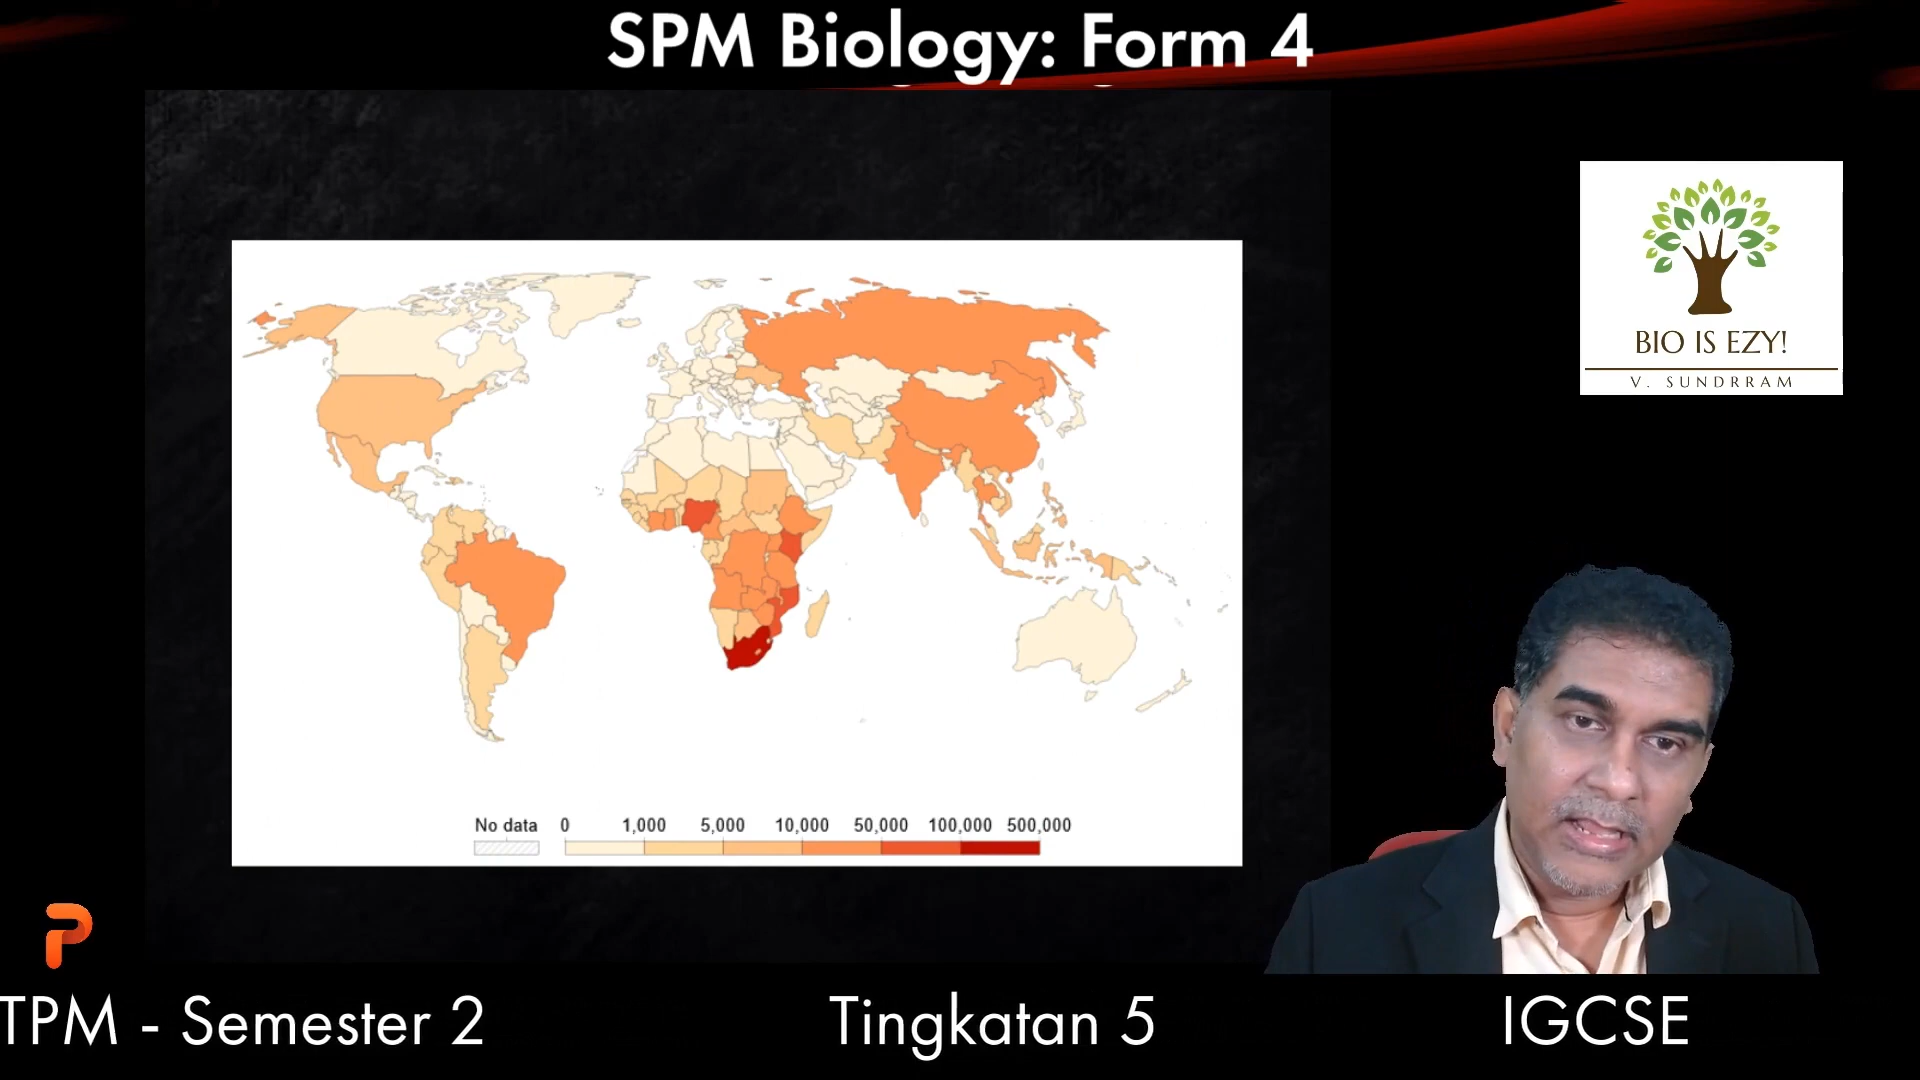 SPM Biology: Form 4
BIO IS EZY!
V. SUNDRRAM
No data 0 1,000 5,000 10,000 50,000 100,000 500,000
TPM - Semester 2 Tingkatan 5 IGCSE